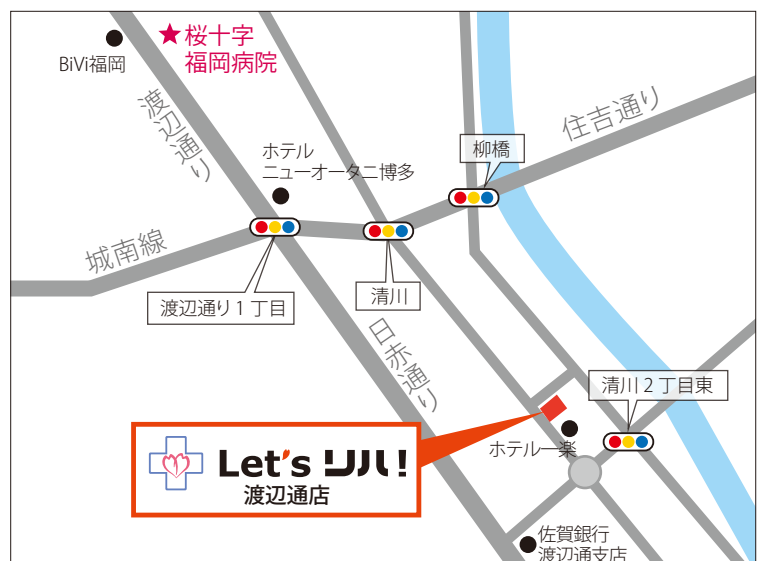 桜十字
福岡病院
BiVi福岡
渡辺通り
住吉通り
柳橋
ホテル
ニューオータニ博多
城南線
渡辺通り1丁目
清川
日赤通り
清川2丁目東
Let's リハ!
渡辺通店
ホテル一楽
佐賀銀行
渡辺通支店